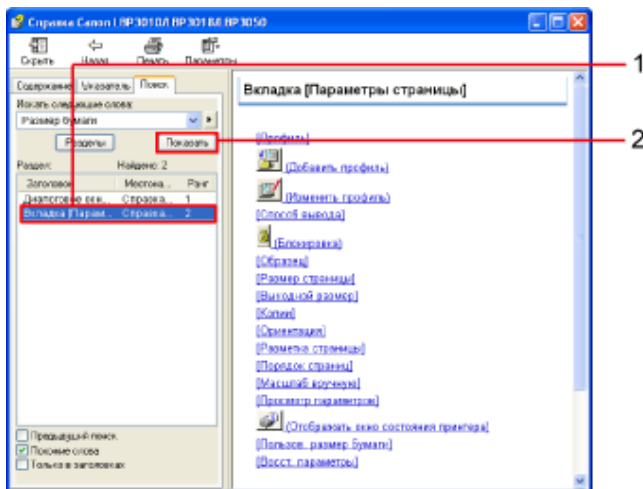 Справка Canon LBP3010/LBP3018/LBP3050
Скрыть Назад Печать Параметры
1
Содержание Указатель Поиск
Искать следующие слова:
Размер бумаги
Разделы Показать
2
Раздел: Найдено: 2
Заголовок Местона... Ранг
Диалоговое окн... Справка... 1
Вкладка [Парам... Справка... 2
Предыдущий поиск
Похожие слова
Только в заголовках
Вкладка [Параметры страницы]
[Профиль]
(Добавить профиль)
(Изменить профиль)
[Способ вывода]
(Блокировка)
[Образец]
[Размер страницы]
[Выходной размер]
[Копии]
[Ориентация]
[Разметка страницы]
[Порядок страниц]
[Масштаб вручную]
[Просмотр параметров]
(Отображать окно состояния принтера)
[Пользов. размер бумаги]
[Восст. параметры]